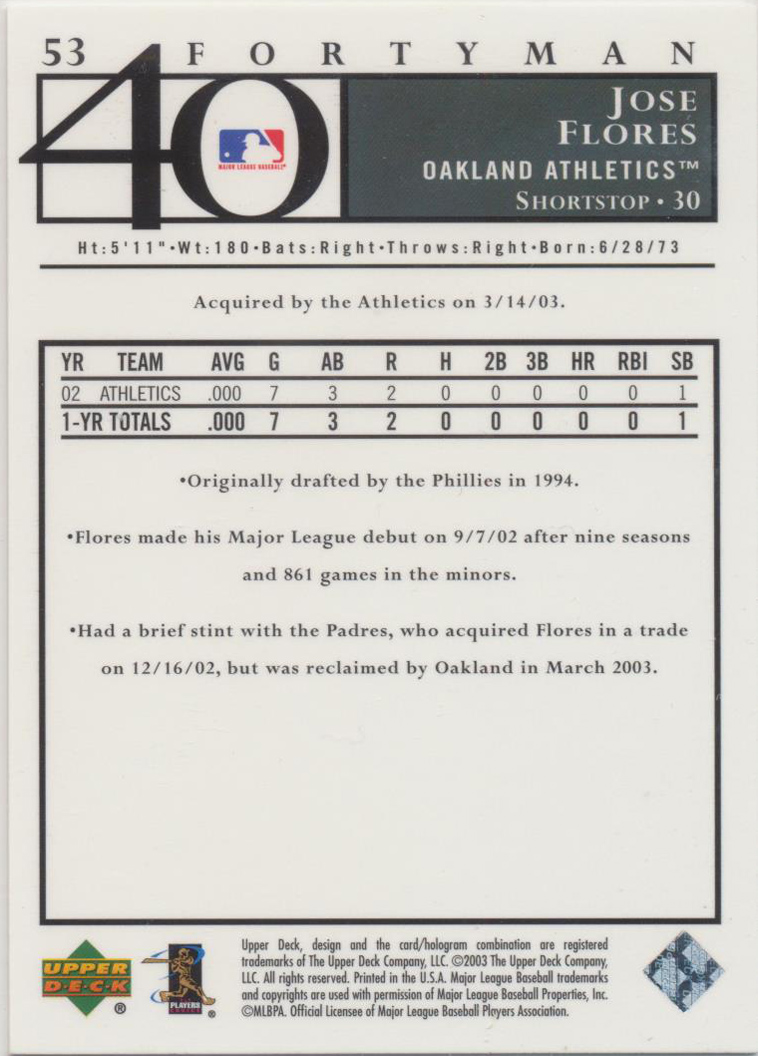 53 F O R T Y M A N
40
MAJOR LEAGUE BASEBALL
JOSE
FLORES
OAKLAND ATHLETICS™
SHORTSTOP • 30
Ht:5'11"•Wt:180•Bats:Right•Throws:Right•Born:6/28/73
Acquired by the Athletics on 3/14/03.
YR TEAM AVG G AB R H 2B 3B HR RBI SB
02 ATHLETICS .000 7 3 2 0 0 0 0 0 1
1-YR TOTALS .000 7 3 2 0 0 0 0 0 1
•Originally drafted by the Phillies in 1994.
•Flores made his Major League debut on 9/7/02 after nine seasons
and 861 games in the minors.
•Had a brief stint with the Padres, who acquired Flores in a trade
on 12/16/02, but was reclaimed by Oakland in March 2003.
UPPER
D•E•C•K
®
PLAYERS
®
Upper Deck, design and the card/hologram combination are registered
trademarks of The Upper Deck Company, LLC. ©2003 The Upper Deck Company,
LLC. All rights reserved. Printed in the U.S.A. Major League Baseball trademarks
and copyrights are used with permission of Major League Baseball Properties, Inc.
©MLBPA. Official Licensee of Major League Baseball Players Association.